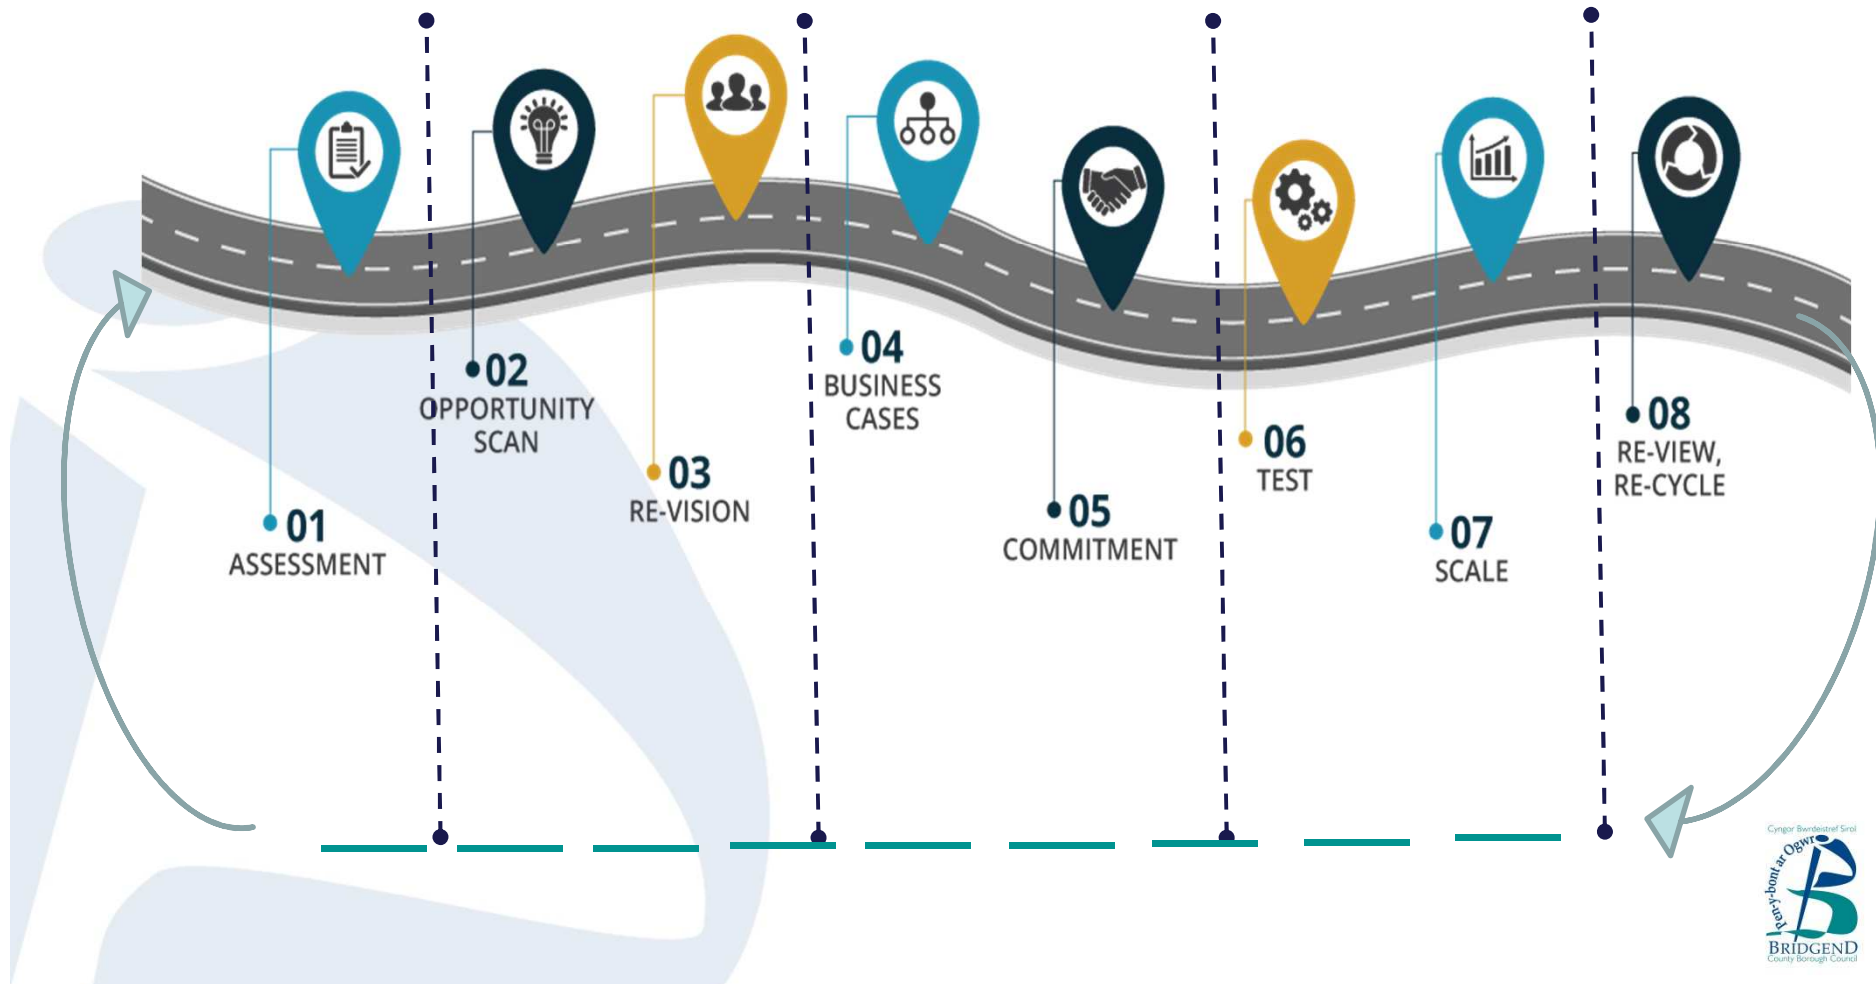 01
ASSESSMENT
02
OPPORTUNITY
SCAN
03
RE-VISION
04
BUSINESS
CASES
05
COMMITMENT
06
TEST
07
SCALE
08
RE-VIEW,
RE-CYCLE
Cyngor Bwrdeistref Sirol
Pen-y-bont ar Ogwr
BRIDGEND
County Borough Council